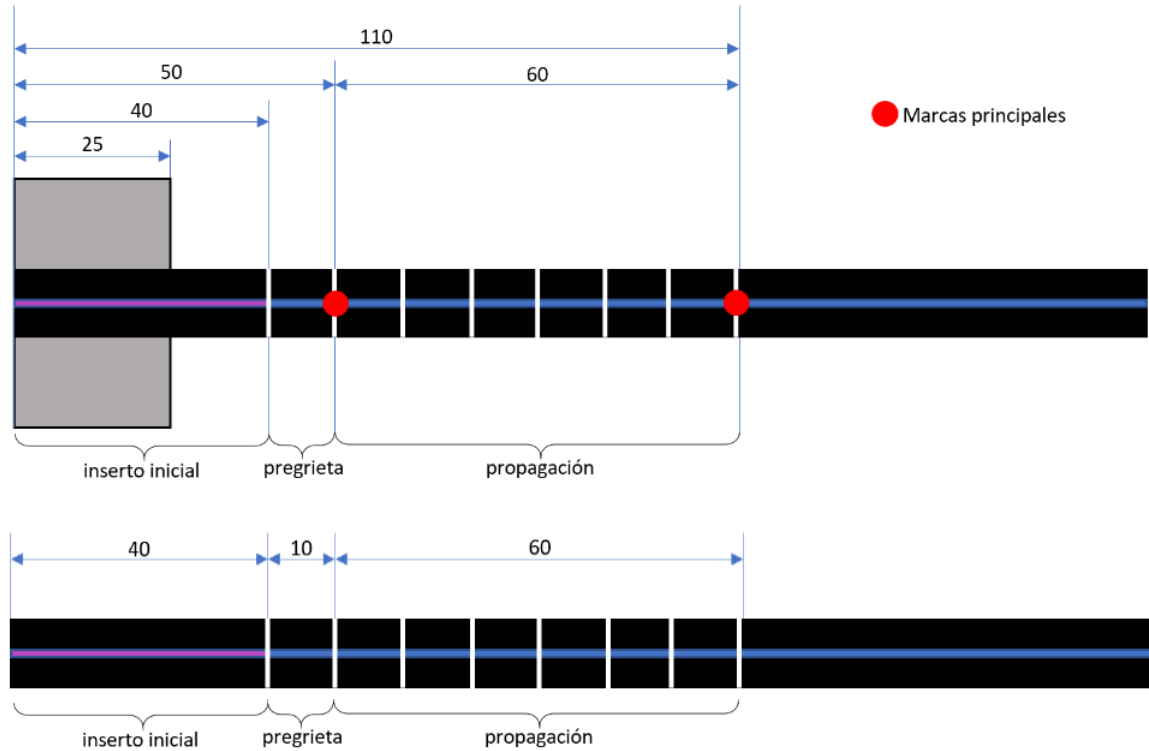 110
50
60
40
Marcas principales
25
inserto inicial
pregrieta
propagación
40
10
60
inserto inicial
pregrieta
propagación